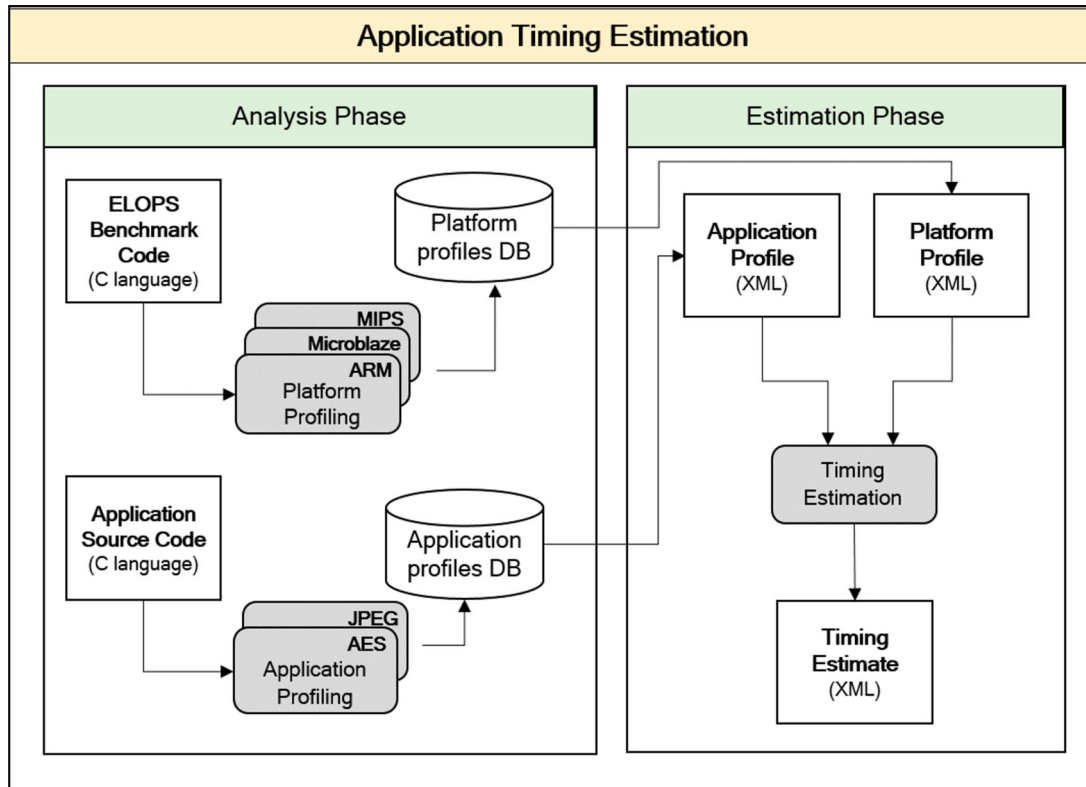 Application Timing Estimation
Analysis Phase
ELOPS
Benchmark
Code
(C language)
Platform
profiles DB
MIPS
Microblaze
ARM
Platform
Profiling
Application
Source Code
(C language)
Application
profiles DB
JPEG
AES
Application
Profiling
Estimation Phase
Application
Profile
(XML)
Platform
Profile
(XML)
Timing
Estimation
Timing
Estimate
(XML)